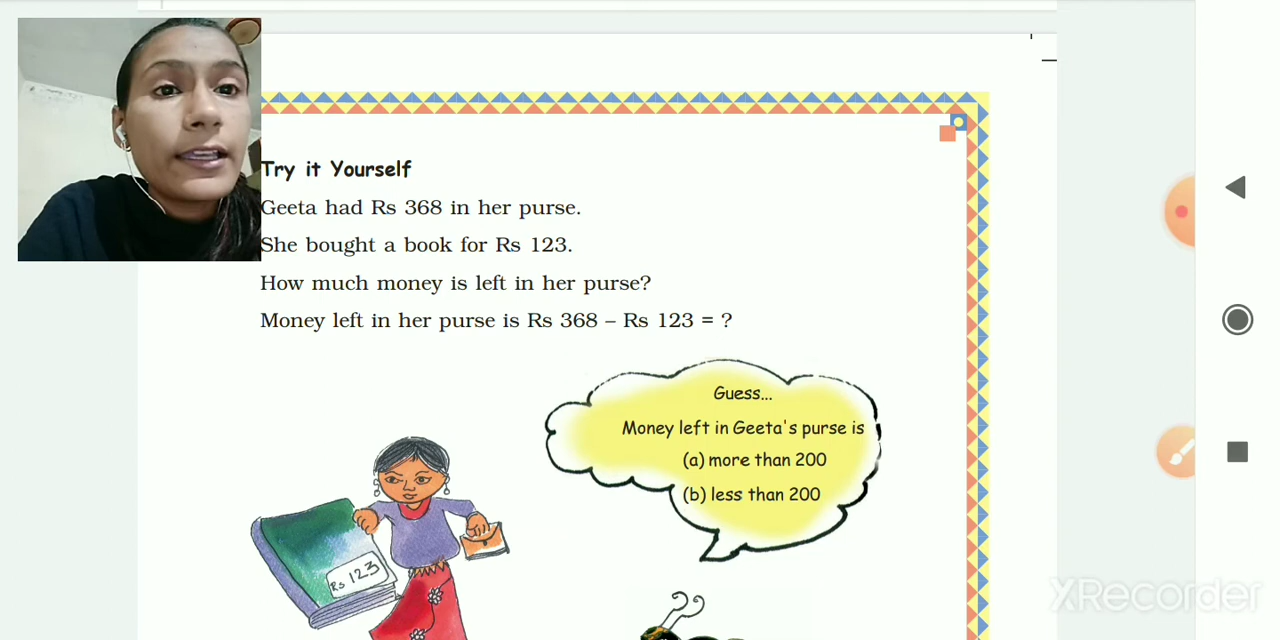 Try it Yourself
Geeta had Rs 368 in her purse.
She bought a book for Rs 123.
How much money is left in her purse?
Money left in her purse is Rs 368 – Rs 123 = ?
Guess...
Money left in Geeta's purse is
(a) more than 200
(b) less than 200
Rs 123
XRecorder